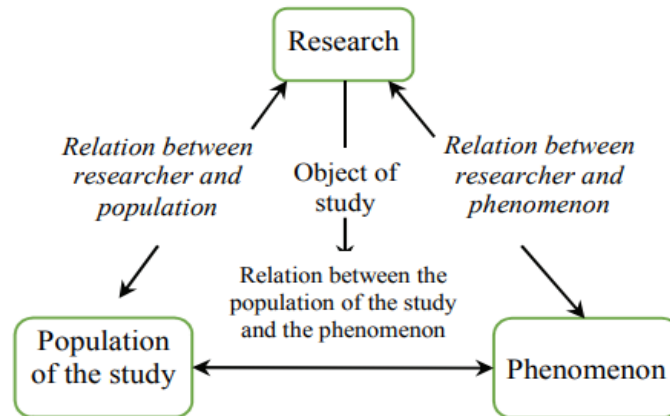 Research
Relation between
researcher and
population
Object of
study
Relation between
researcher and
phenomenon
Relation between the
population of the study
and the phenomenon
Population
of the study
Phenomenon